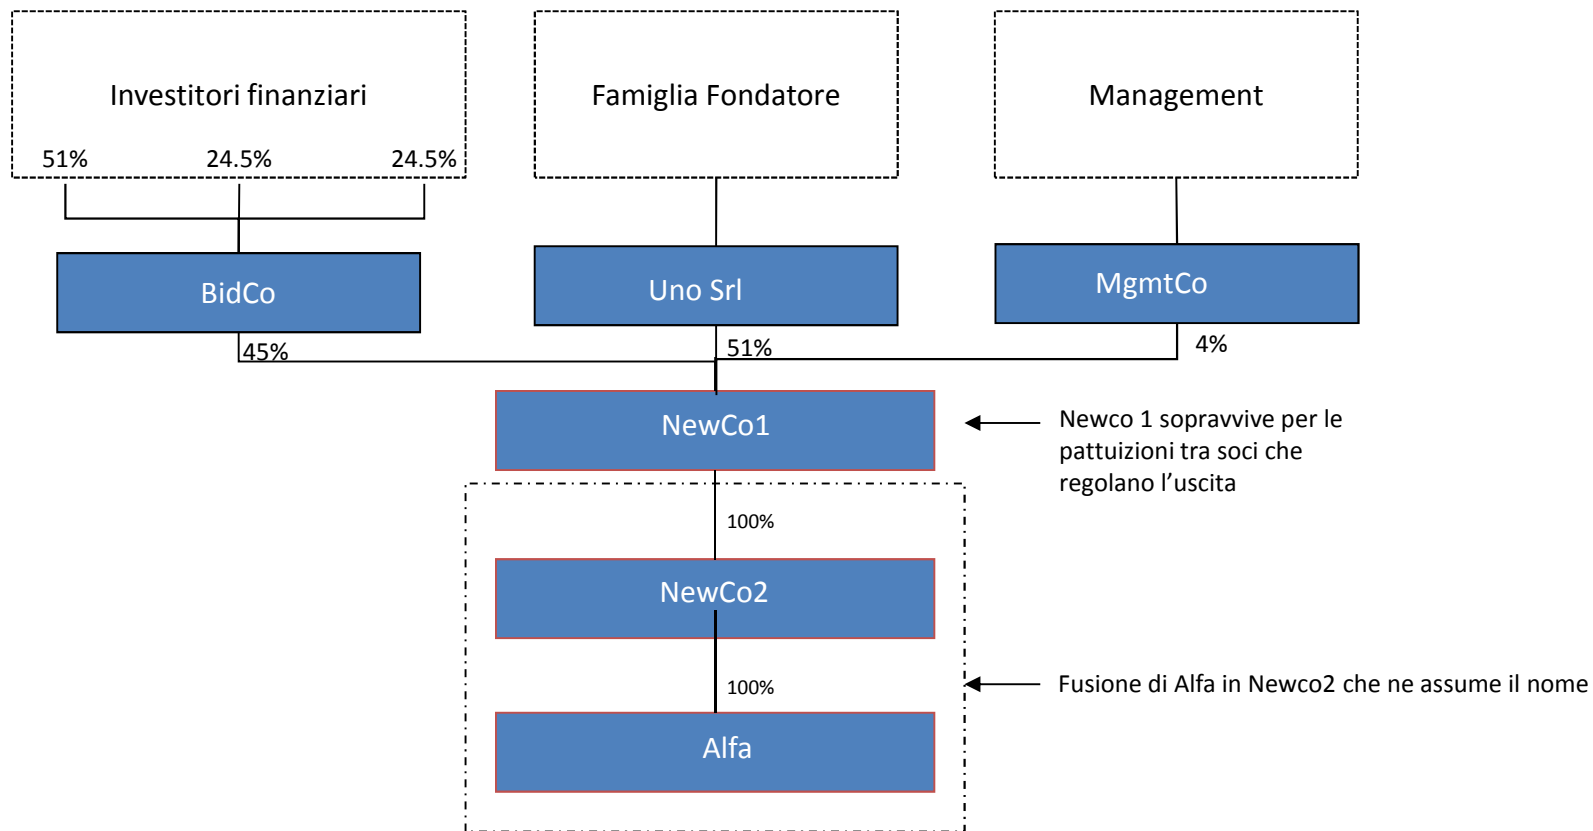 Investitori finanziari
Famiglia Fondatore
Management
51%
24.5%
24.5%
BidCo
Uno Srl
MgmtCo
45%
51%
4%
NewCo1
Newco 1 sopravvive per le
pattuizioni tra soci che
regolano l’uscita
100%
NewCo2
100%
Fusione di Alfa in Newco2 che ne assume il nome
Alfa